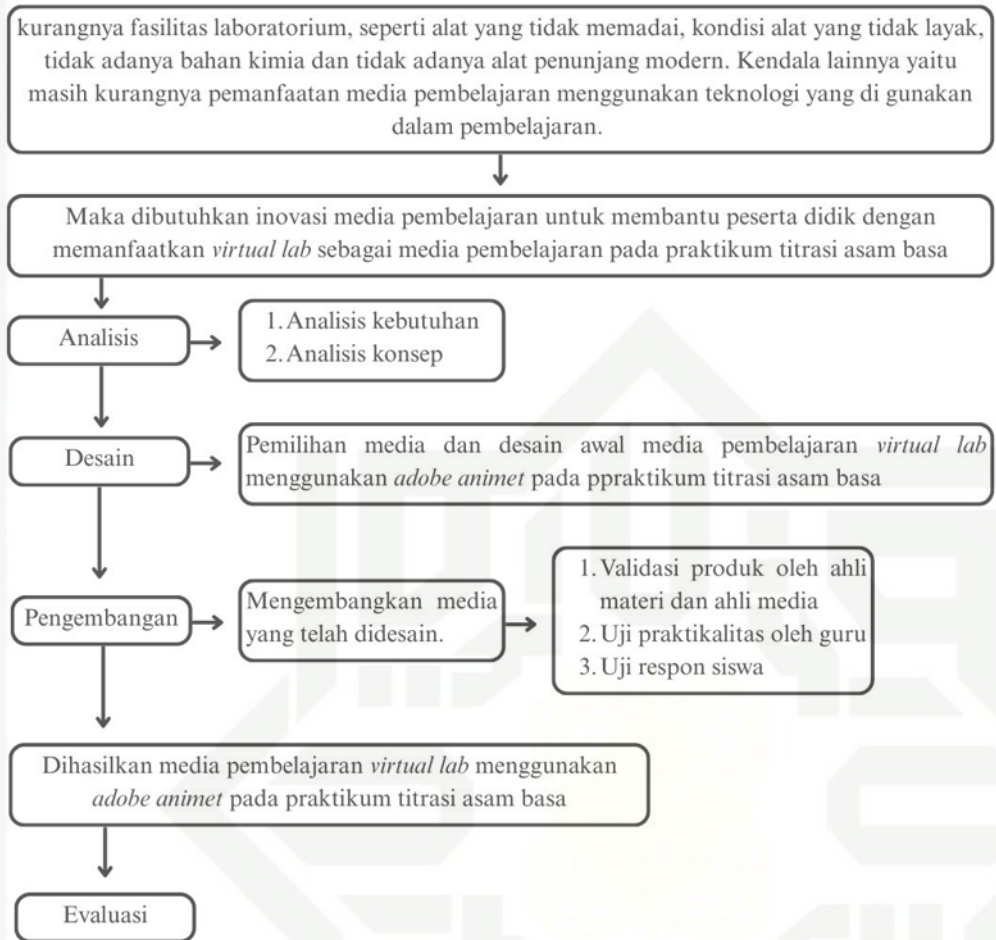 kurangnya fasilitas laboratorium, seperti alat yang tidak memadai, kondisi alat yang tidak layak,
tidak adanya bahan kimia dan tidak adanya alat penunjang modern. Kendala lainnya yaitu
masih kurangnya pemanfaatan media pembelajaran menggunakan teknologi yang di gunakan
dalam pembelajaran.
Maka dibutuhkan inovasi media pembelajaran untuk membantu peserta didik dengan
memanfaatkan virtual lab sebagai media pembelajaran pada praktikum titrasi asam basa
Analisis
1. Analisis kebutuhan
2. Analisis konsep
Desain
Pemilihan media dan desain awal media pembelajaran virtual lab
menggunakan adobe animet pada ppraktikum titrasi asam basa
Pengembangan
Mengembangkan media
yang telah didesain.
1. Validasi produk oleh ahli
materi dan ahli media
2. Uji praktikalitas oleh guru
3. Uji respon siswa
Dihasilkan media pembelajaran virtual lab menggunakan
adobe animet pada praktikum titrasi asam basa
Evaluasi